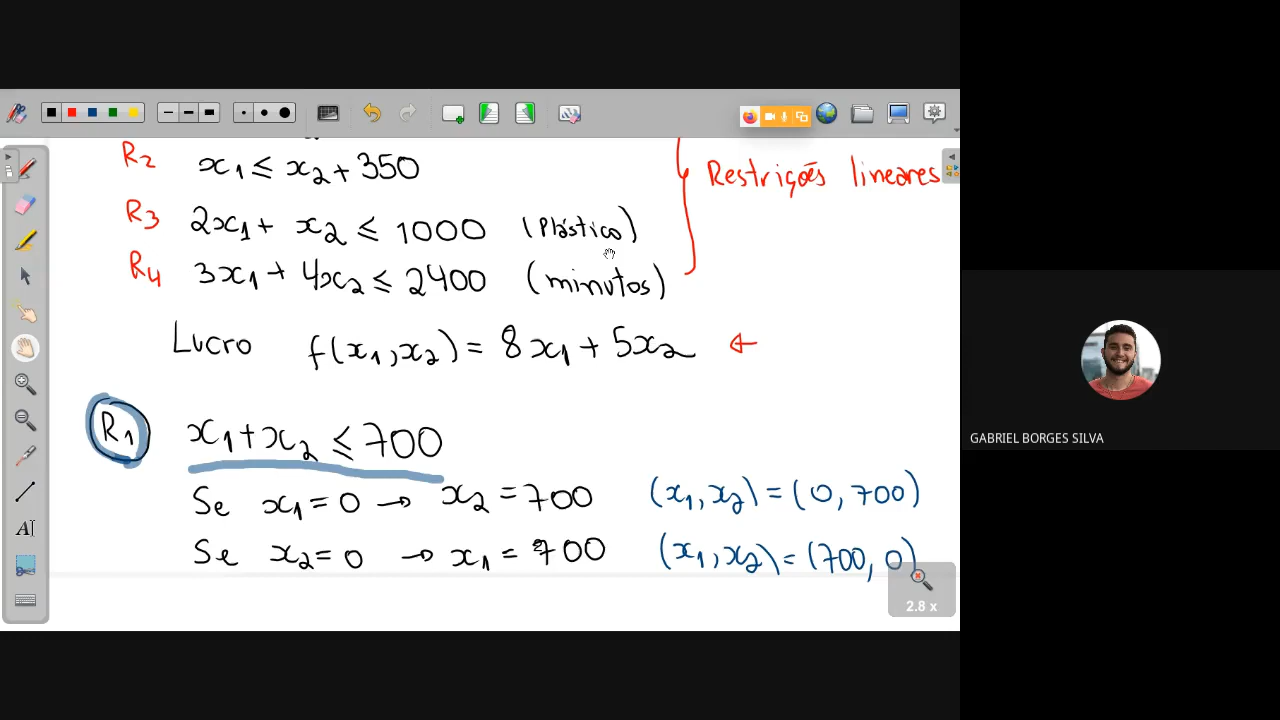 R2 x1 ≤ x2 + 350
Restrições lineares
R3 2x1 + x2 ≤ 1000 (Plástico)
R4 3x1 + 4x2 ≤ 2400 (minutos)
Lucro f(x1, x2) = 8x1 + 5x2 ←
R1 x1 + x2 ≤ 700
Se x1 = 0 → x2 = 700 (x1, x2) = (0, 700)
Se x2 = 0 → x1 = 700 (x1, x2) = (700, 0)
2.8 x
GABRIEL BORGES SILVA